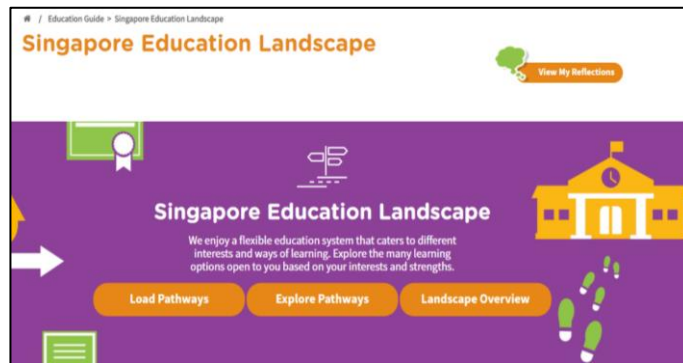 / Education Guide > Singapore Education Landscape
Singapore Education Landscape
View My Reflections
Singapore Education Landscape
We enjoy a flexible education system that caters to different
interests and ways of learning. Explore the many learning
options open to you based on your interests and strengths.
Load Pathways
Explore Pathways
Landscape Overview